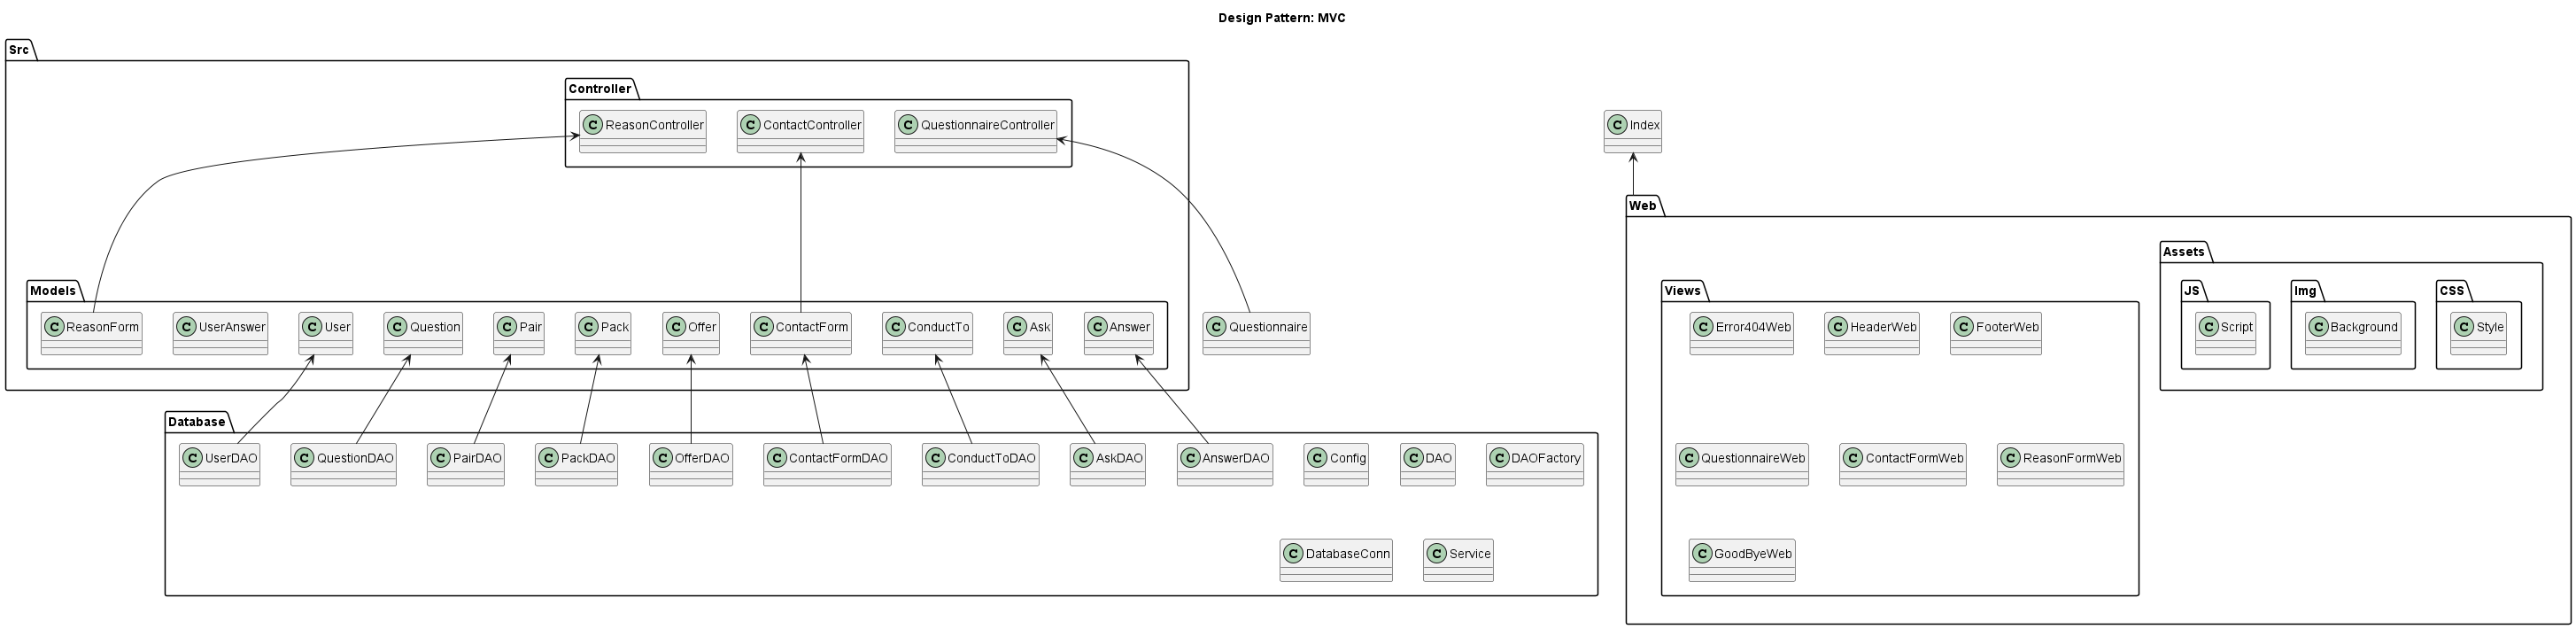 Design Pattern: MVC
Src
Controller
C ReasonController
C ContactController
C QuestionnaireController
C Index
Web
Assets
Models
Views
JS
Img
CSS
C ReasonForm
C UserAnswer
C User
C Question
C Pair
C Pack
C Offer
C ContactForm
C ConductTo
C Ask
C Answer
C Questionnaire
C Error404Web
C HeaderWeb
C FooterWeb
C Script
C Background
C Style
Database
C UserDAO
C QuestionDAO
C PairDAO
C PackDAO
C OfferDAO
C ContactFormDAO
C ConductToDAO
C AskDAO
C AnswerDAO
C Config
C DAO
C DAOFactory
C QuestionnaireWeb
C ContactFormWeb
C ReasonFormWeb
C DatabaseConn
C Service
C GoodByeWeb